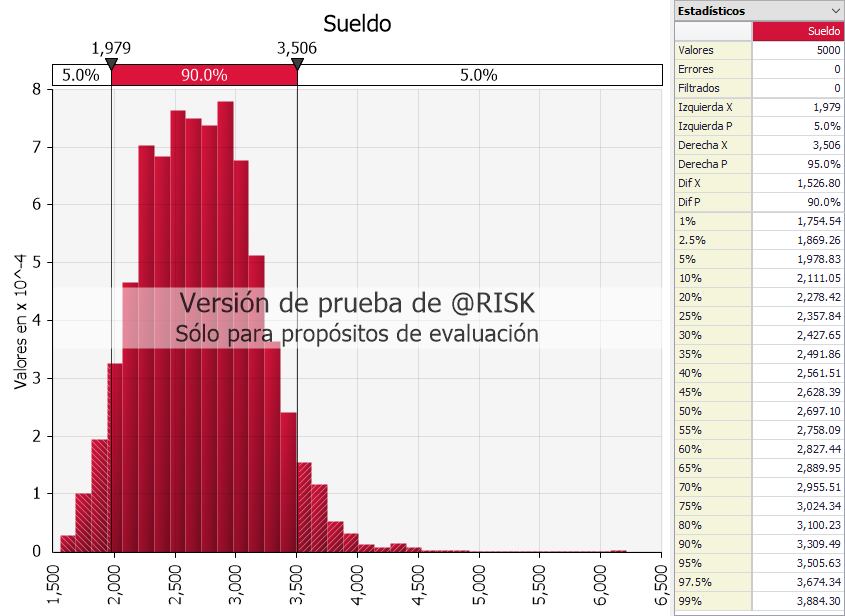 Sueldo
1,979 3,506
5.0% 90.0% 5.0%
8
7
6
5
4
3
2
1
0
Valores en x 10^-4
Versión de prueba de @RISK
Sólo para propósitos de evaluación
1,500 2,000 2,500 3,000 3,500 4,000 4,500 5,000 5,500 6,000 6,500
Estadísticos
Sueldo
Valores 5000
Errores 0
Filtrados 0
Izquierda X 1,979
Izquierda P 5.0%
Derecha X 3,506
Derecha P 95.0%
Dif X 1,526.80
Dif P 90.0%
1% 1,754.54
2.5% 1,869.26
5% 1,978.83
10% 2,111.05
20% 2,278.42
25% 2,357.84
30% 2,427.65
35% 2,491.86
40% 2,561.51
45% 2,628.39
50% 2,697.10
55% 2,758.09
60% 2,827.44
65% 2,889.95
70% 2,955.51
75% 3,024.34
80% 3,100.23
90% 3,309.49
95% 3,505.63
97.5% 3,674.34
99% 3,884.30